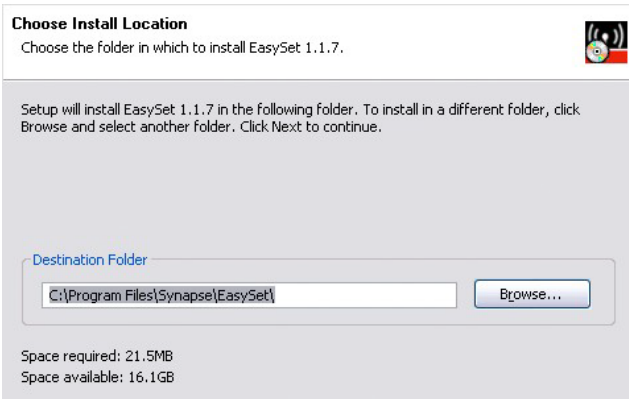 Choose Install Location
Choose the folder in which to install EasySet 1.1.7.
Setup will install EasySet 1.1.7 in the following folder. To install in a different folder, click
Browse and select another folder. Click Next to continue.
Destination Folder
C:\Program Files\Synapse\EasySet\
Browse...
Space required: 21.5MB
Space available: 16.1GB